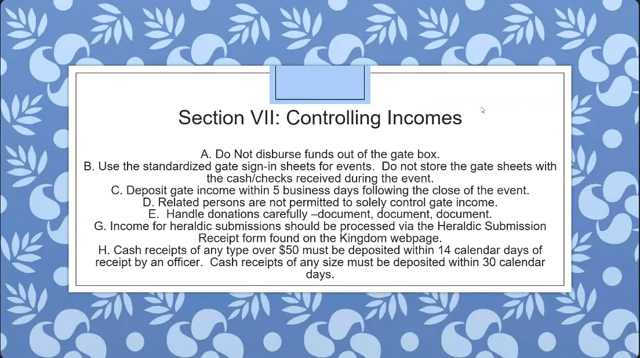 Section VII: Controlling Incomes
A. Do Not disburse funds out of the gate box.
B. Use the standardized gate sign-in sheets for events.  Do not store the gate sheets with
the cash/checks received during the event.
C. Deposit gate income within 5 business days following the close of the event.
D. Related persons are not permitted to solely control gate income.
E.  Handle donations carefully –document, document, document.
G. Income for heraldic submissions should be processed via the Heraldic Submission
Receipt form found on the Kingdom webpage.
H. Cash receipts of any type over $50 must be deposited within 14 calendar days of
receipt by an officer.  Cash receipts of any size must be deposited within 30 calendar
days.